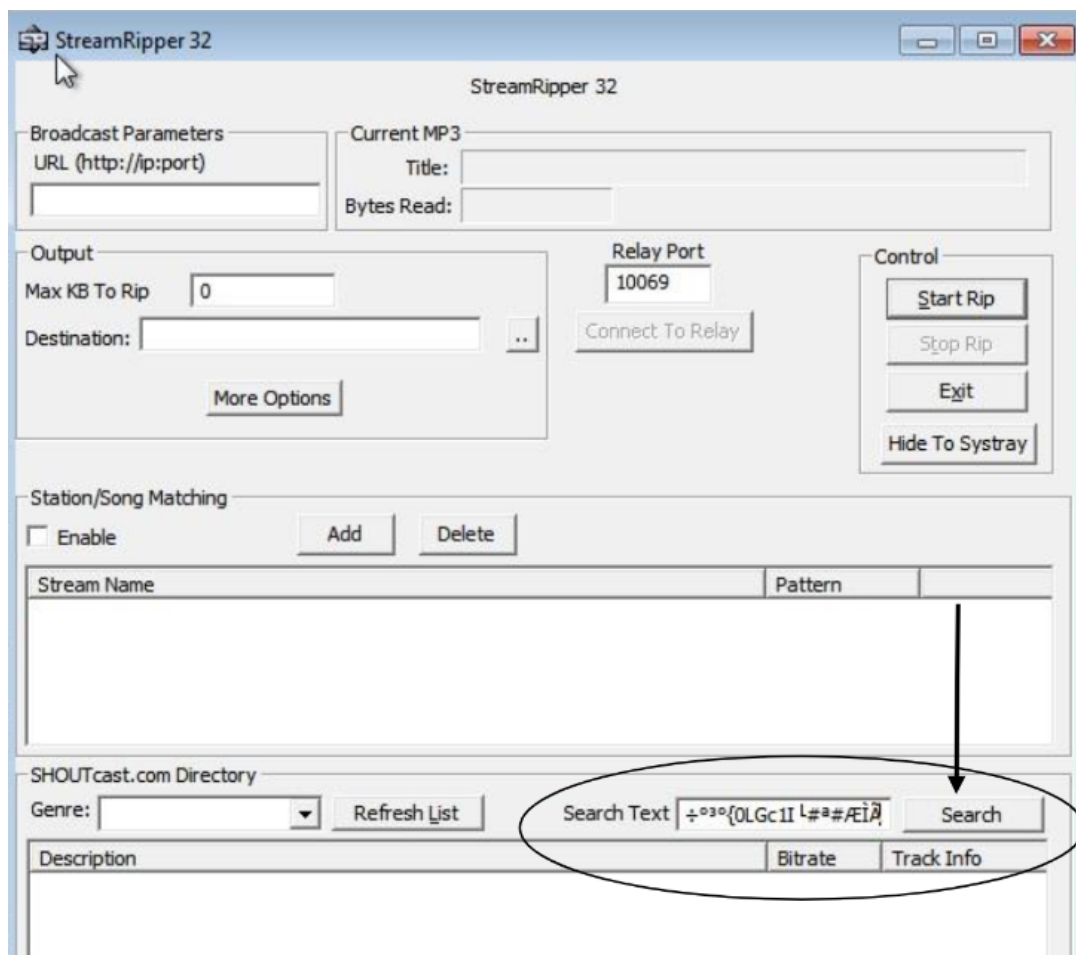 StreamRipper 32
StreamRipper 32
Broadcast Parameters
URL (http://ip:port)
Current MP3
Title:
Bytes Read:
Output
Max KB To Rip 0
Destination: ..
More Options
Relay Port
10069
Connect To Relay
Control
Start Rip
Stop Rip
Exit
Hide To Systray
Station/Song Matching
Enable Add Delete
Stream Name Pattern
SHOUTcast.com Directory
Genre: Refresh List Search Text ÷º³º{0LGc1I└#ª#ÆÌÃ Search
Description Bitrate Track Info